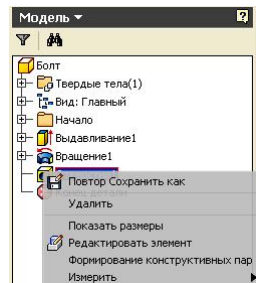 Модель
Болт
Твердые тела(1)
Вид: Главный
Начало
Выдавливание1
Вращение1
Повтор Сохранить как
Удалить
Показать размеры
Редактировать элемент
Формирование конструктивных пар
Измерить